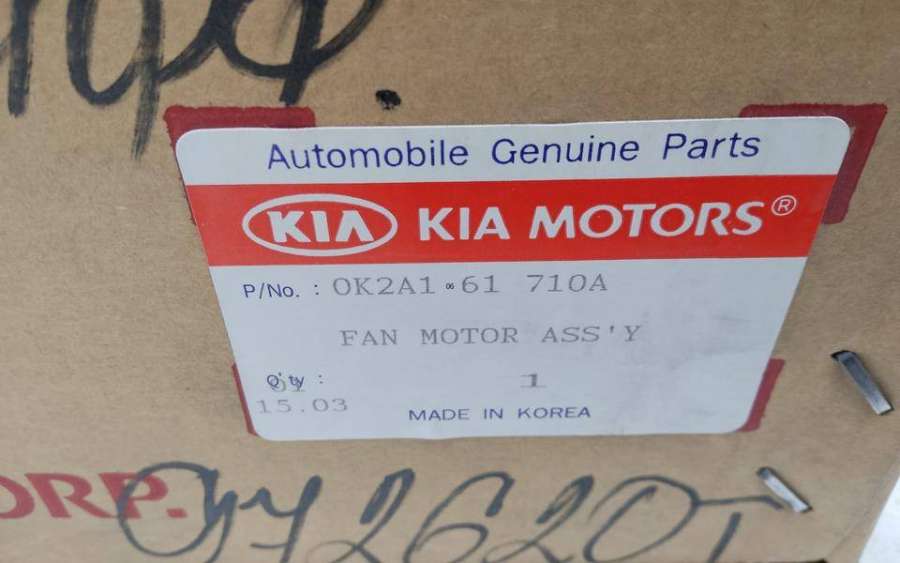 Automobile Genuine Parts
KIA KIA MOTORS®
P/No. : 0K2A1 61 710A
FAN MOTOR ASS'Y
Q'ty : 1
15.03
MADE IN KOREA
ORP.